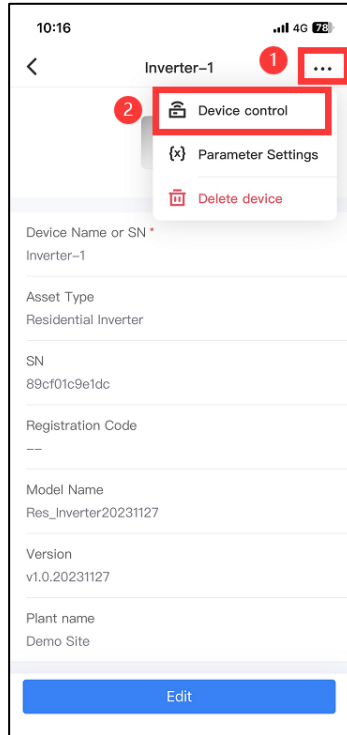 10:16
4G 78
Inverter-1
1
...
2
Device control
{x} Parameter Settings
Delete device
Device Name or SN *
Inverter-1
Asset Type
Residential Inverter
SN
89cf01c9e1dc
Registration Code
--
Model Name
Res_Inverter20231127
Version
v1.0.20231127
Plant name
Demo Site
Edit